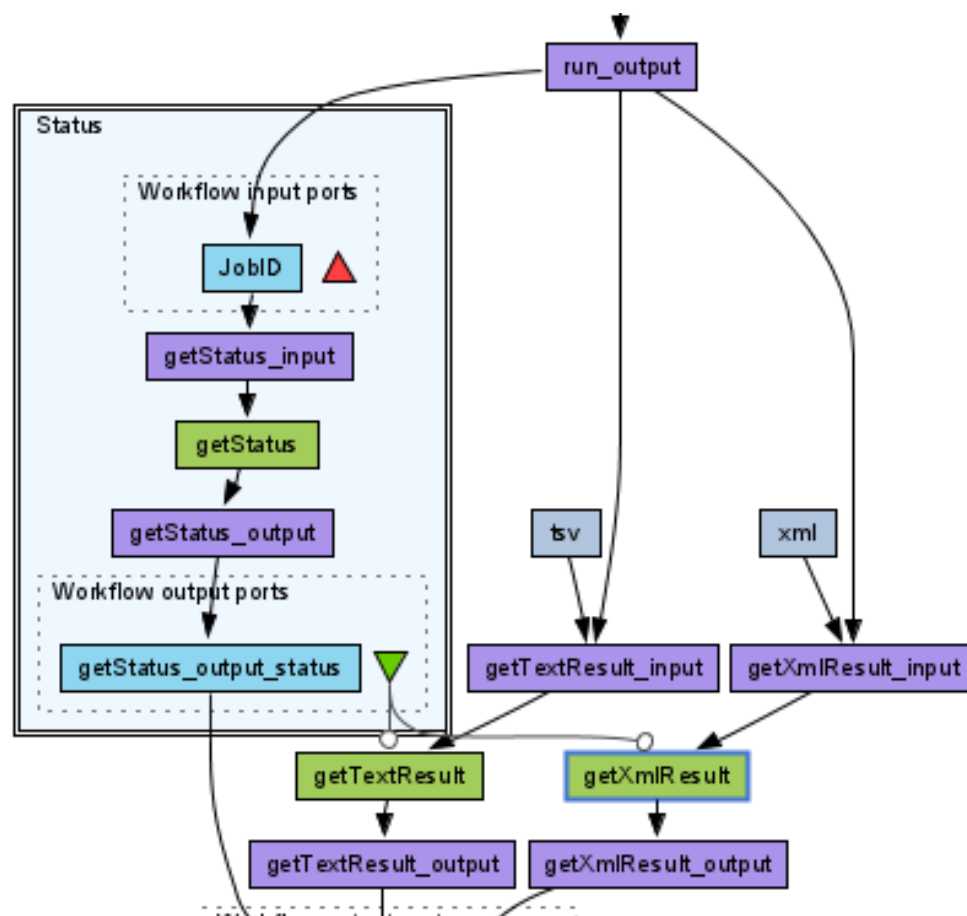 run_output
Status
Workflow input ports
JobID
getStatus_input
getStatus
getStatus_output
tsv
xml
Workflow output ports
getStatus_output_status
getTextResult_input
getXmlResult_input
getTextResult
getXmlResult
getTextResult_output
getXmlResult_output